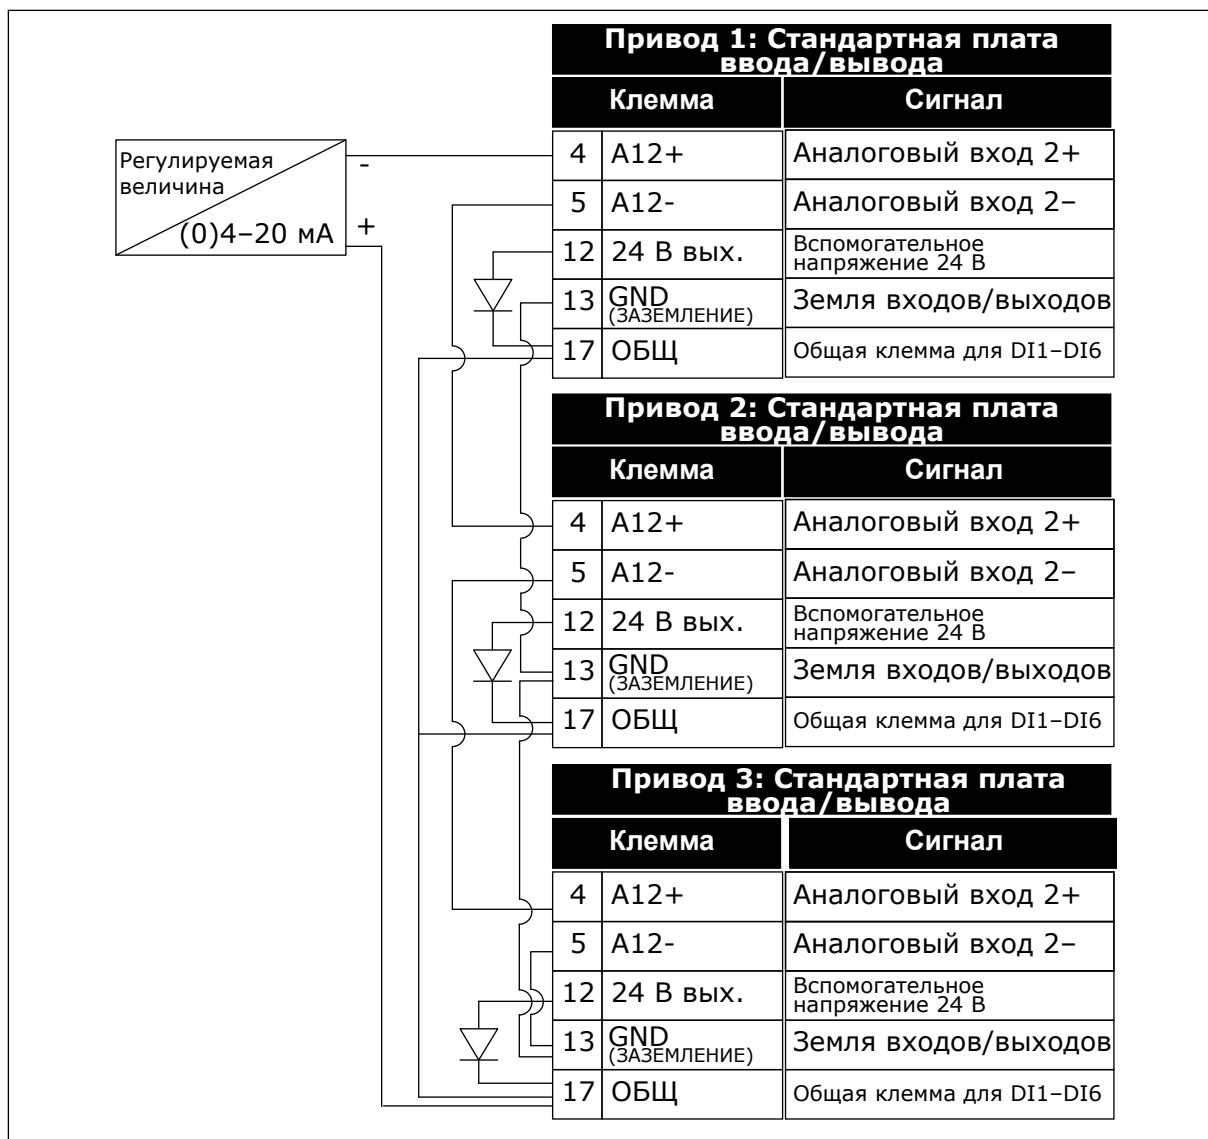 Привод 1: Стандартная плата
ввода/вывода
Клемма Сигнал
Регулируемая
величина
(0)4–20 мА
-
+
4 A12+ Аналоговый вход 2+
5 A12- Аналоговый вход 2–
12 24 В вых. Вспомогательное
напряжение 24 В
13 GND
(ЗАЗЕМЛЕНИЕ) Земля входов/выходов
17 ОБЩ Общая клемма для DI1–DI6
Привод 2: Стандартная плата
ввода/вывода
Клемма Сигнал
4 A12+ Аналоговый вход 2+
5 A12- Аналоговый вход 2–
12 24 В вых. Вспомогательное
напряжение 24 В
13 GND
(ЗАЗЕМЛЕНИЕ) Земля входов/выходов
17 ОБЩ Общая клемма для DI1–DI6
Привод 3: Стандартная плата
ввода/вывода
Клемма Сигнал
4 A12+ Аналоговый вход 2+
5 A12- Аналоговый вход 2–
12 24 В вых. Вспомогательное
напряжение 24 В
13 GND
(ЗАЗЕМЛЕНИЕ) Земля входов/выходов
17 ОБЩ Общая клемма для DI1–DI6